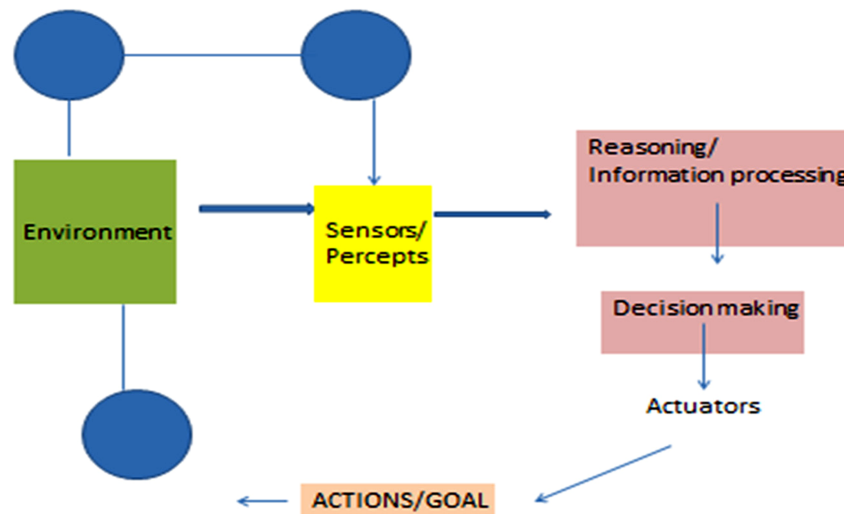 Environment
Sensors/
Percepts
Reasoning/
Information processing
Decision making
Actuators
ACTIONS/GOAL